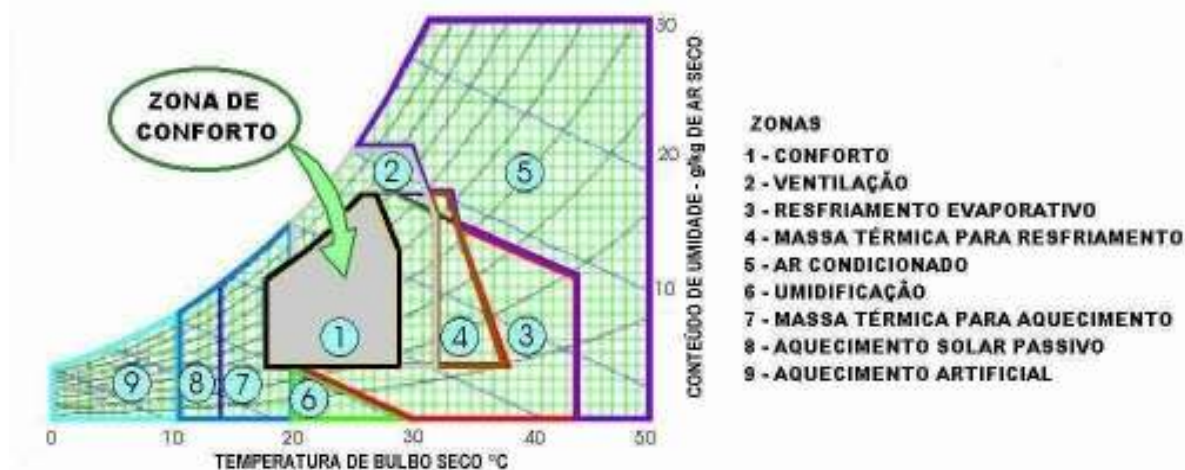 ZONA DE
CONFORTO
1
2
3
4
5
6
7
8
9
0
10
20
30
40
50
TEMPERATURA DE BULBO SECO °C
10
20
30
CONTEÚDO DE UMIDADE - g/kg DE AR SECO
ZONAS
1 - CONFORTO
2 - VENTILAÇÃO
3 - RESFRIAMENTO EVAPORATIVO
4 - MASSA TÉRMICA PARA RESFRIAMENTO
5 - AR CONDICIONADO
6 - UMIDIFICAÇÃO
7 - MASSA TÉRMICA PARA AQUECIMENTO
8 - AQUECIMENTO SOLAR PASSIVO
9 - AQUECIMENTO ARTIFICIAL